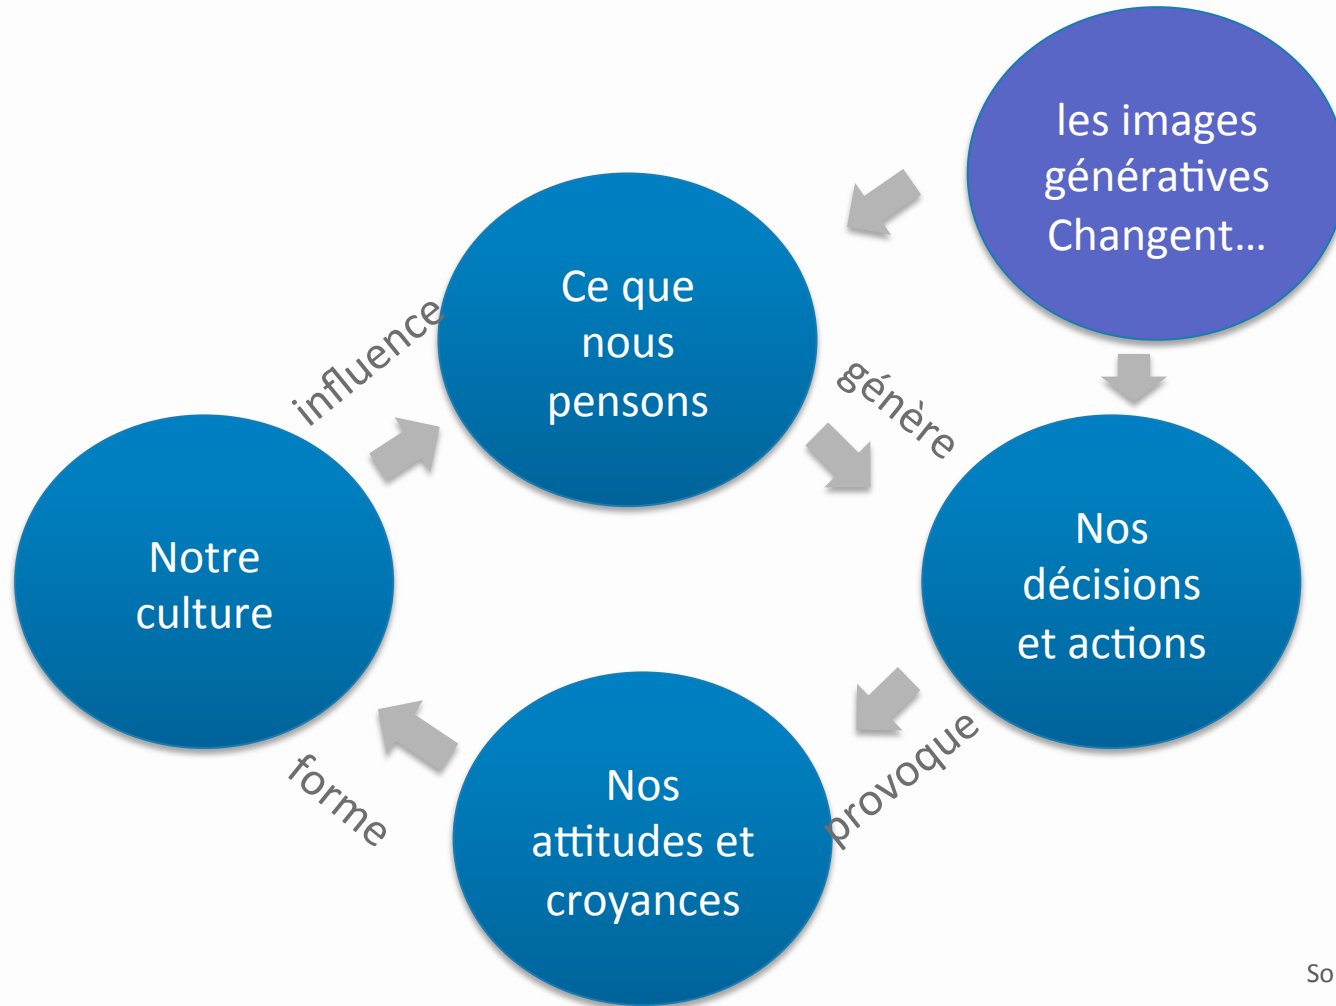 les images
génératives
Changent...
Ce que
nous
pensons
influence
génère
Notre
culture
Nos
décisions
et actions
Nos
attitudes et
croyances
forme
provoque
So